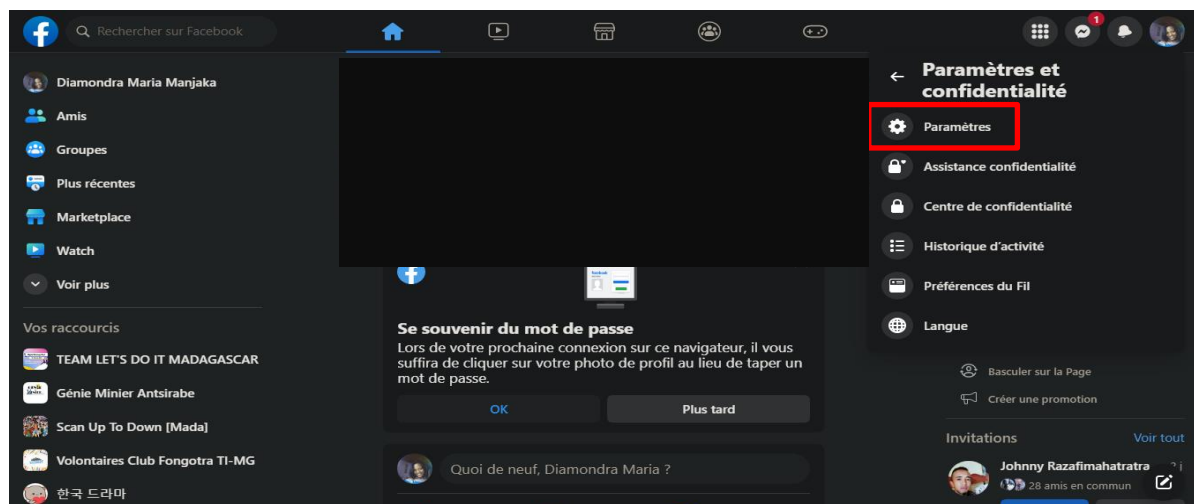 Rechercher sur Facebook
1
Diamondra Maria Manjaka
Amis
Groupes
Plus récentes
Marketplace
Watch
Voir plus
Vos raccourcis
TEAM LET'S DO IT MADAGASCAR
Génie Minier Antsirabe
Scan Up To Down [Mada]
Volontaires Club Fongotra TI-MG
한국 드라마
Se souvenir du mot de passe
Lors de votre prochaine connexion sur ce navigateur, il vous
suffira de cliquer sur votre photo de profil au lieu de taper un
mot de passe.
OK
Plus tard
Quoi de neuf, Diamondra Maria ?
Paramètres et
confidentialité
Paramètres
Assistance confidentialité
Centre de confidentialité
Historique d'activité
Préférences du Fil
Langue
Basculer sur la Page
Créer une promotion
Invitations
Voir tout
Johnny Razafimahatratra
28 amis en commun